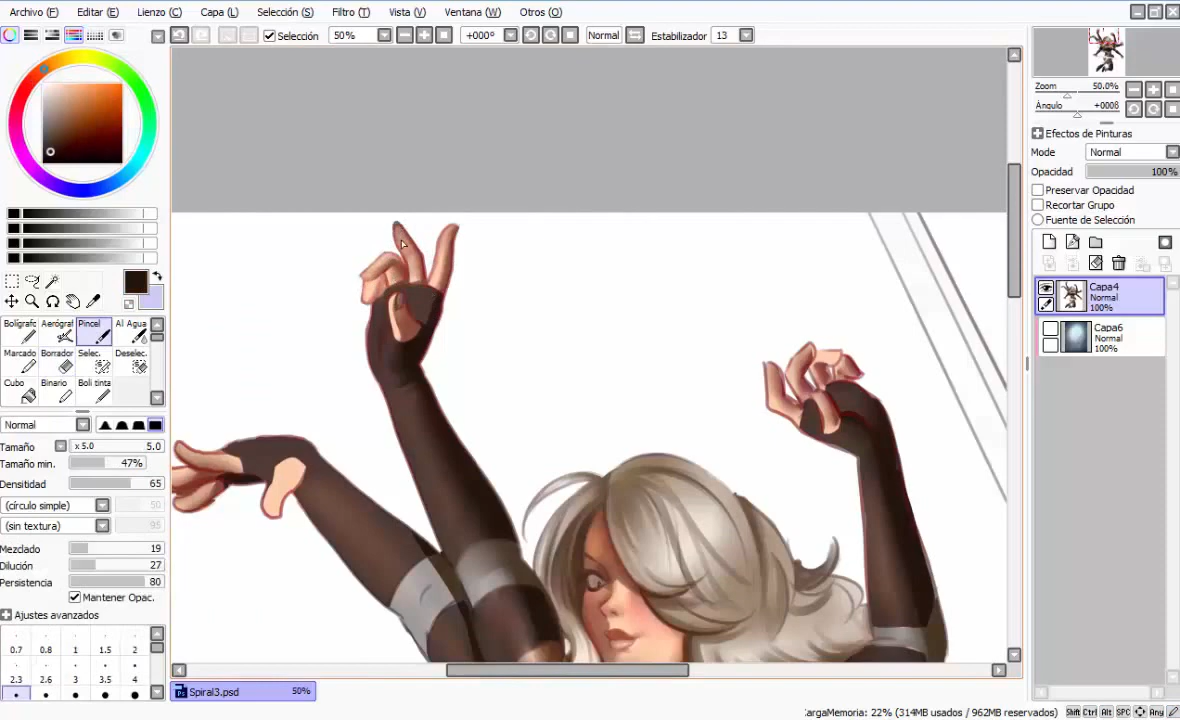 Archivo (F) Editar (E) Lienzo (C) Capa (L) Selección (S) Filtro (T) Vista (V) Ventana (W) Otros (O)
Selección 50% +000º Normal Estabilizador 13
Zoom 50.0%
Ángulo +000ß
Efectos de Pinturas
Mode Normal
Opacidad 100%
Preservar Opacidad
Recortar Grupo
Fuente de Selección
Capa4
Normal
100%
Capa6
Normal
100%
Bolígrafo Aerógraf Pincel Al Agua
Marcado Borrador Selec. Deselec.
Cubo Binario Boli tinta
Normal
Tamaño x 5.0 5.0
Tamaño min. 47%
Densitidad 65
(círculo simple) 50
(sin textura) 95
Mezclado 19
Dilución 27
Persistencia 80
Mantener Opac.
Ajustes avanzados
0.7 0.8 1 1.5 2
2.3 2.6 3 3.5 4
Spiral3.psd 50%
CargaMemoria: 22% (314MB usados / 962MB reservados) Shift Ctrl Alt SPC Any